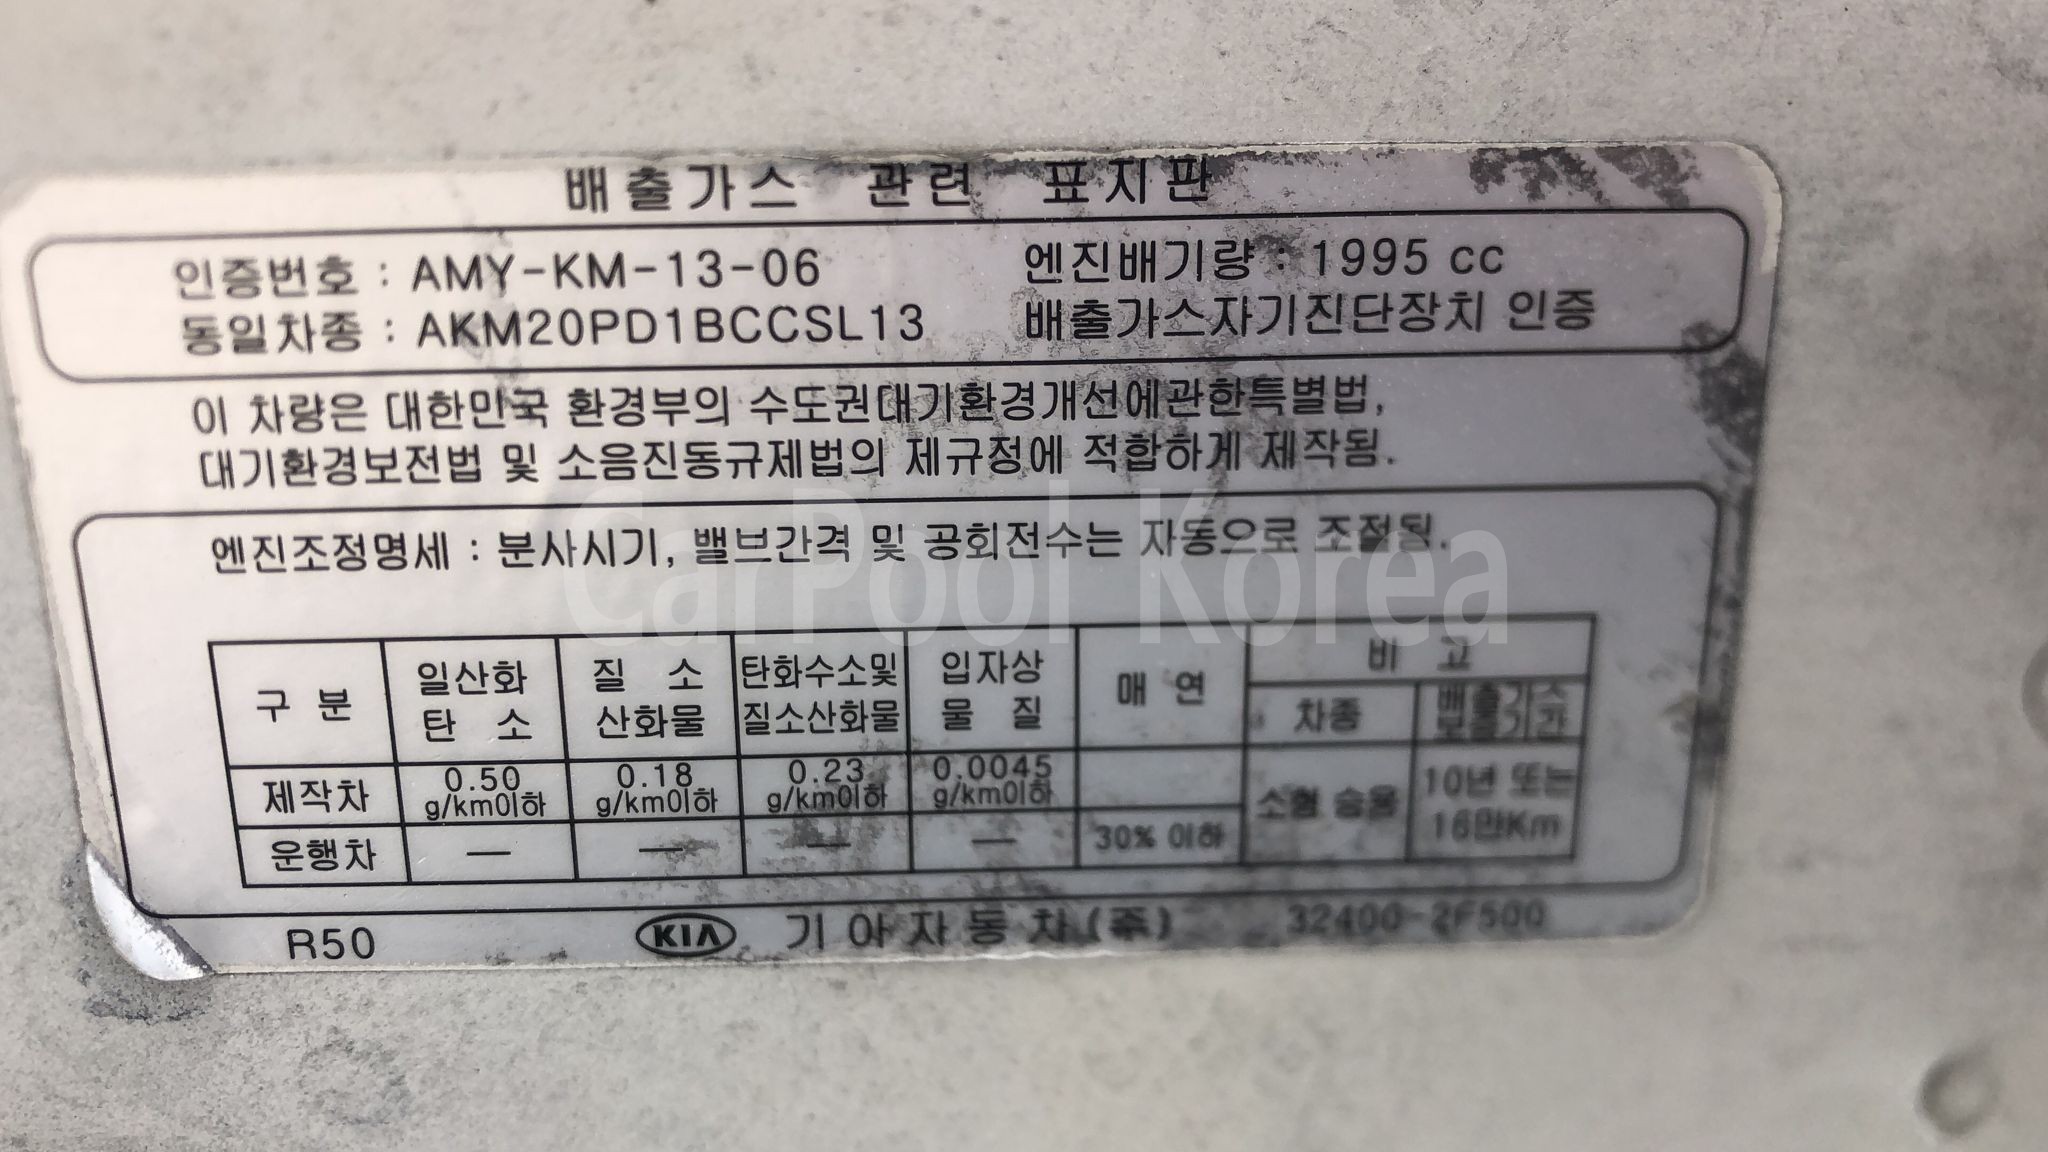 배출가스 관련 표지판
인증번호 : AMY-KM-13-06 엔진배기량 : 1995 cc
동일차종 : AKM20PD1BCCSL13 배출가스자기진단장치 인증
이 차량은 대한민국 환경부의 수도권대기환경개선에관한특별법,
대기환경보전법 및 소음진동규제법의 제규정에 적합하게 제작됨.
엔진조정명세 : 분사시기, 밸브간격 및 공회전수는 자동으로 조절됨.
CarPool Korea
구 분 일산화 탄 소 질 소 산화물 탄화수소및 질소산화물 입자상 물 질 매 연 비 고
차종 배출가스 보증기간
제작차 0.50 g/km이하 0.18 g/km이하 0.23 g/km이하 0.0045 g/km이하 소형 승용 10년 또는 16만Km
운행차 — — — — 30% 이하
R50 KIA 기아자동차(주) 32400-2F500